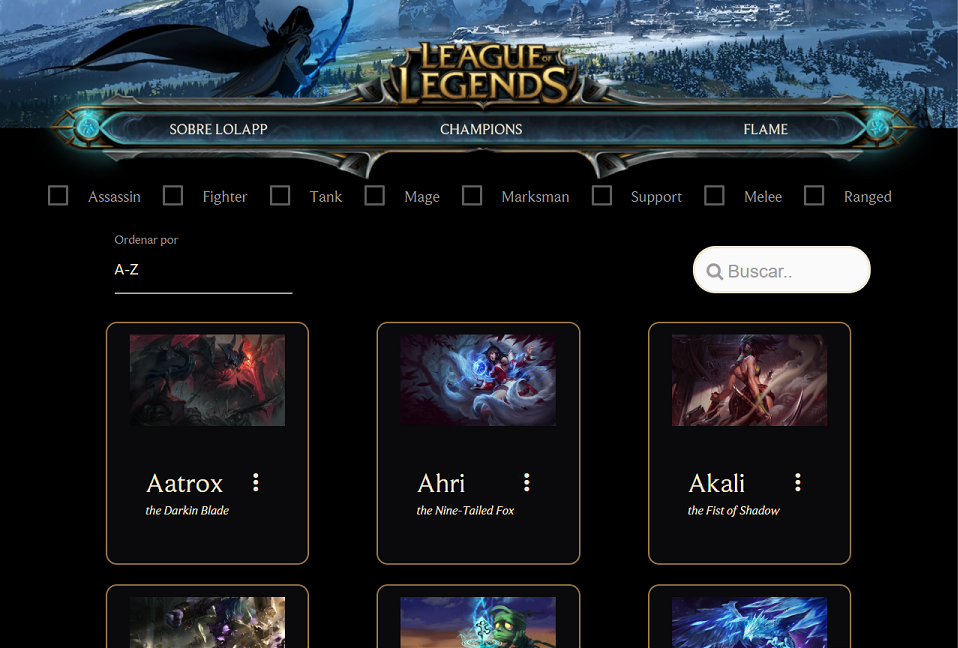 LEAGUE OF
LEGENDS
SOBRE LOLAPP CHAMPIONS FLAME
Assassin Fighter Tank Mage Marksman Support Melee Ranged
Ordenar por
A-Z
Buscar..
Aatrox Ahri Akali
the Darkin Blade the Nine-Tailed Fox the Fist of Shadow